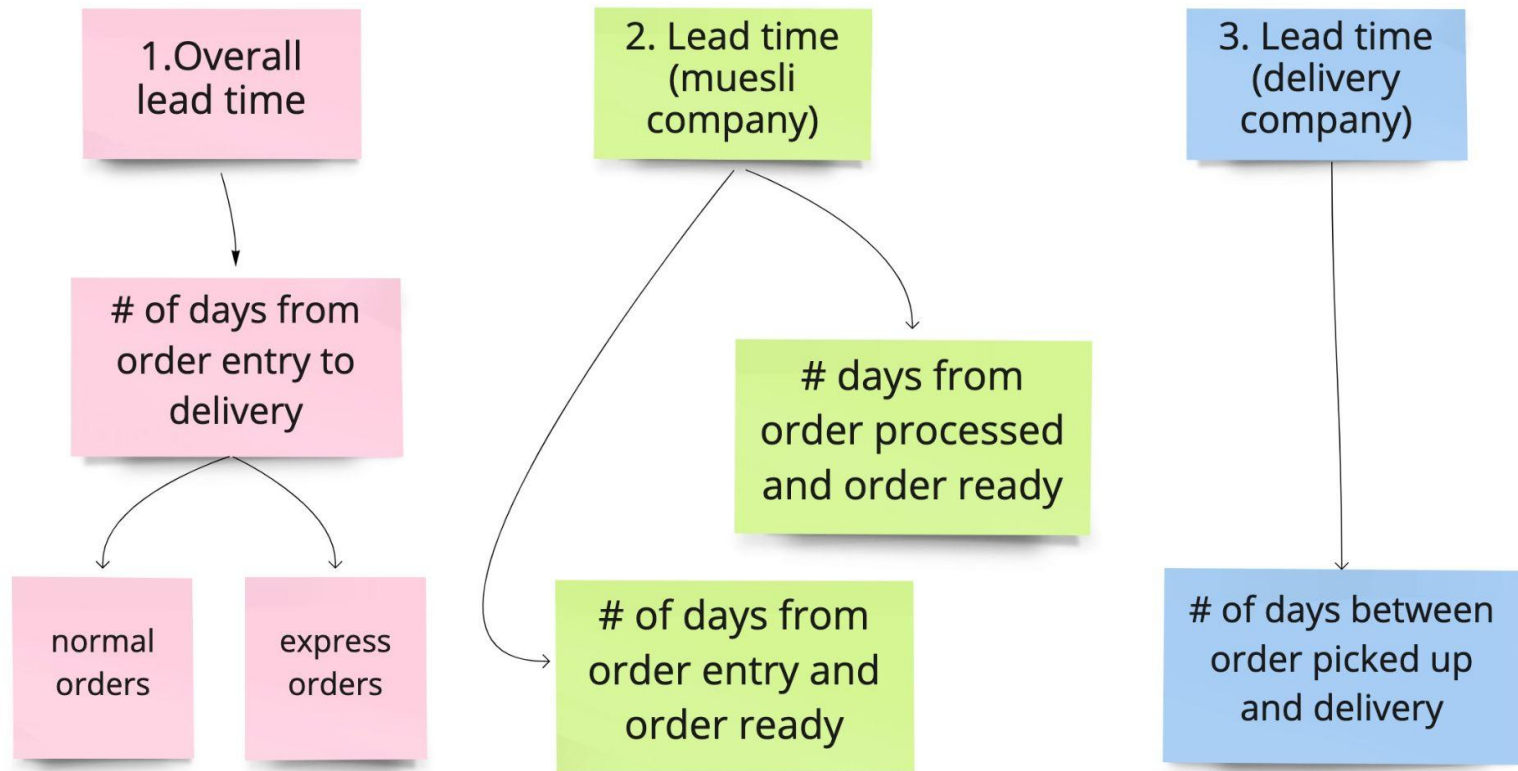 1.Overall
lead time
2. Lead time
(muesli
company)
3. Lead time
(delivery
company)
# of days from
order entry to
delivery
# days from
order processed
and order ready
normal
orders
express
orders
# of days from
order entry and
order ready
# of days between
order picked up
and delivery